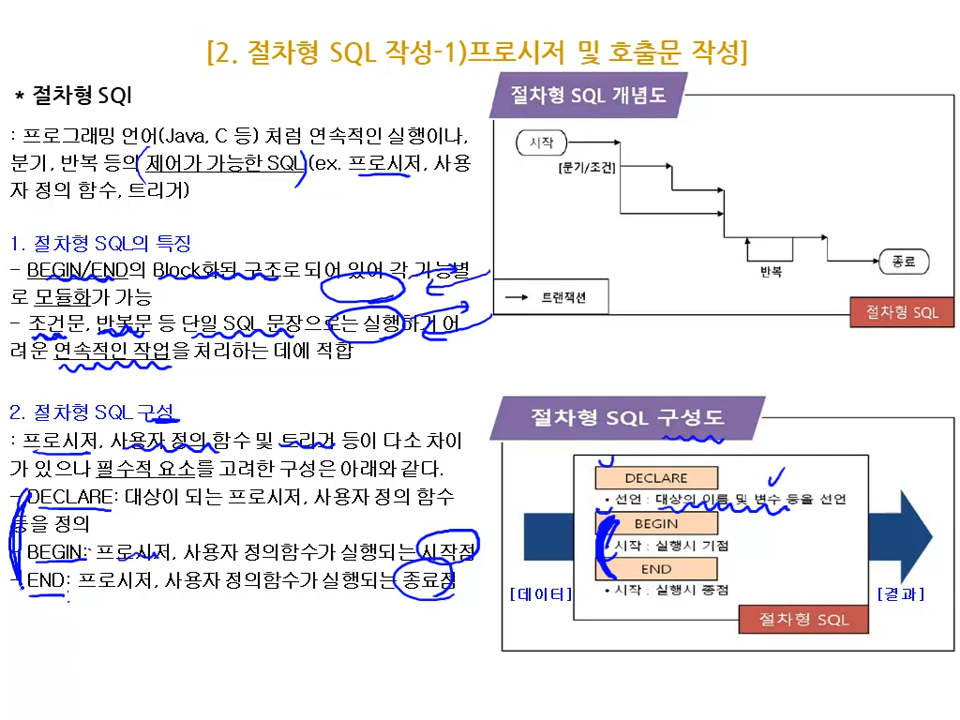 [2. 절차형 SQL 작성-1)프로시저 및 호출문 작성]
* 절차형 SQl
: 프로그래밍 언어(Java, C 등) 처럼 연속적인 실행이나,
분기, 반복 등의 제어가 가능한 SQL (ex. 프로시저, 사용
자 정의 함수, 트리거)
1. 절차형 SQL의 특징
- BEGIN/END의 Block화된 구조로 되어 있어 각 기능별
로 모듈화가 가능
- 조건문, 반복문 등 단일 SQL 문장으로는 실행하기 어
려운 연속적인 작업을 처리하는 데에 적합
2. 절차형 SQL 구성
: 프로시저, 사용자 정의 함수 및 트리거 등이 다소 차이
가 있으나 필수적 요소를 고려한 구성은 아래와 같다.
- DECLARE: 대상이 되는 프로시저, 사용자 정의 함수
등을 정의
- BEGIN: 프로시저, 사용자 정의함수가 실행되는 시작점
- END: 프로시저, 사용자 정의함수가 실행되는 종료점
절차형 SQL 개념도
시작
[분기/조건]
반복
종료
트랜잭션
절차형 SQL
절차형 SQL 구성도
DECLARE
• 선언 : 대상의 이름 및 변수 등을 선언
BEGIN
• 시작 : 실행시 기점
END
• 시작 : 실행시 종점
[데이터]
[결과]
절차형 SQL